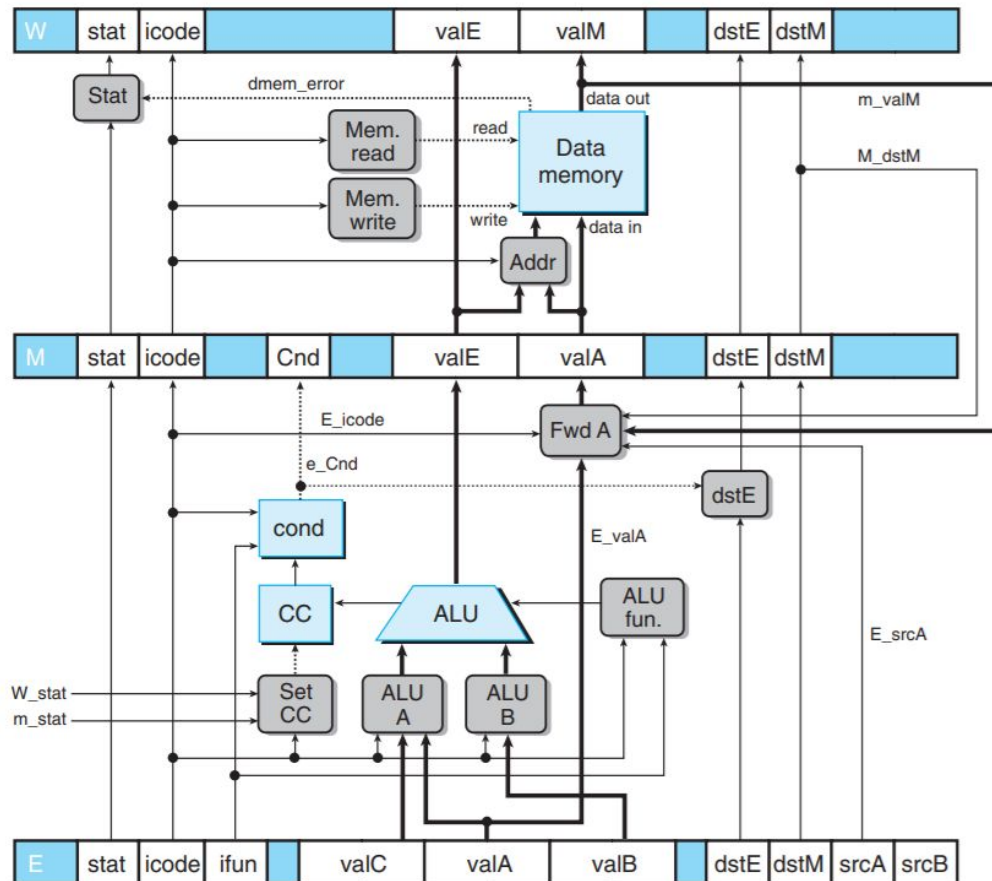 W stat icode valE valM dstE dstM
dmem_error
Stat
data out
m_valM
Mem.
read
read
Data
memory
M_dstM
Mem.
write
write
data in
Addr
M stat icode Cnd valE valA dstE dstM
E_icode
Fwd A
e_Cnd
dstE
cond
E_valA
CC
ALU
ALU
fun.
E_srcA
W_stat
m_stat
Set
CC
ALU
A
ALU
B
E stat icode ifun valC valA valB dstE dstM srcA srcB